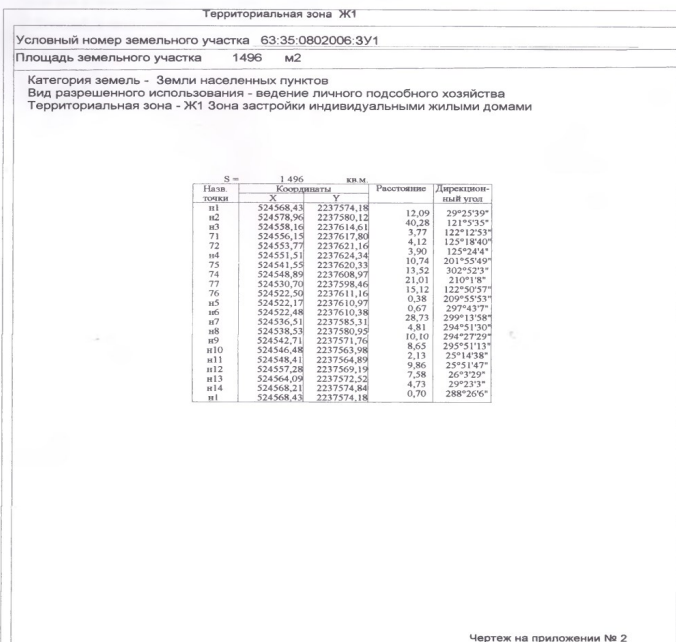 Территориальная зона Ж1
Условный номер земельного участка 63:35:0802006:ЗУ1
Площадь земельного участка 1496 м2
Категория земель - Земли населенных пунктов
Вид разрешенного использования - ведение личного подсобного хозяйства
Территориальная зона - Ж1 Зона застройки индивидуальными жилыми домами
S = 1 496 кв.м.
Назв. Координаты Расстояние Дирекцион-
точки X Y ный угол
н1 524568,43 2237574,18
12,09 29°25'39"
н2 524578,96 2237580,12
40,28 121°5'35"
н3 524558,16 2237614,61
3,77 122°12'53"
71 524556,15 2237617,80
4,12 125°18'40"
72 524553,77 2237621,16
3,90 125°24'4"
н4 524551,51 2237624,34
10,74 201°55'49"
75 524541,55 2237620,33
13,52 302°52'3"
74 524548,89 2237608,97
21,01 210°1'8"
77 524530,70 2237598,46
15,12 122°50'57"
76 524522,50 2237611,16
0,38 209°55'53"
н5 524522,17 2237610,97
0,67 297°43'7"
н6 524522,48 2237610,38
28,73 299°13'58"
н7 524536,51 2237585,31
4,81 294°51'30"
н8 524538,53 2237580,95
10,10 294°27'29"
н9 524542,71 2237571,76
8,65 295°51'13"
н10 524546,48 2237563,98
2,13 25°14'38"
н11 524548,41 2237564,89
9,86 25°51'47"
н12 524557,28 2237569,19
7,58 26°3'29"
н13 524564,09 2237572,52
4,73 29°23'3"
н14 524568,21 2237574,84
0,70 288°26'6"
н1 524568,43 2237574,18
Чертеж на приложении № 2